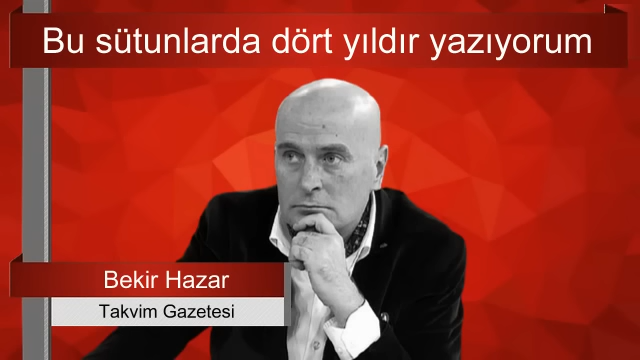 Bu sütunlarda dört yıldır yazıyorum
Bekir Hazar
Takvim Gazetesi